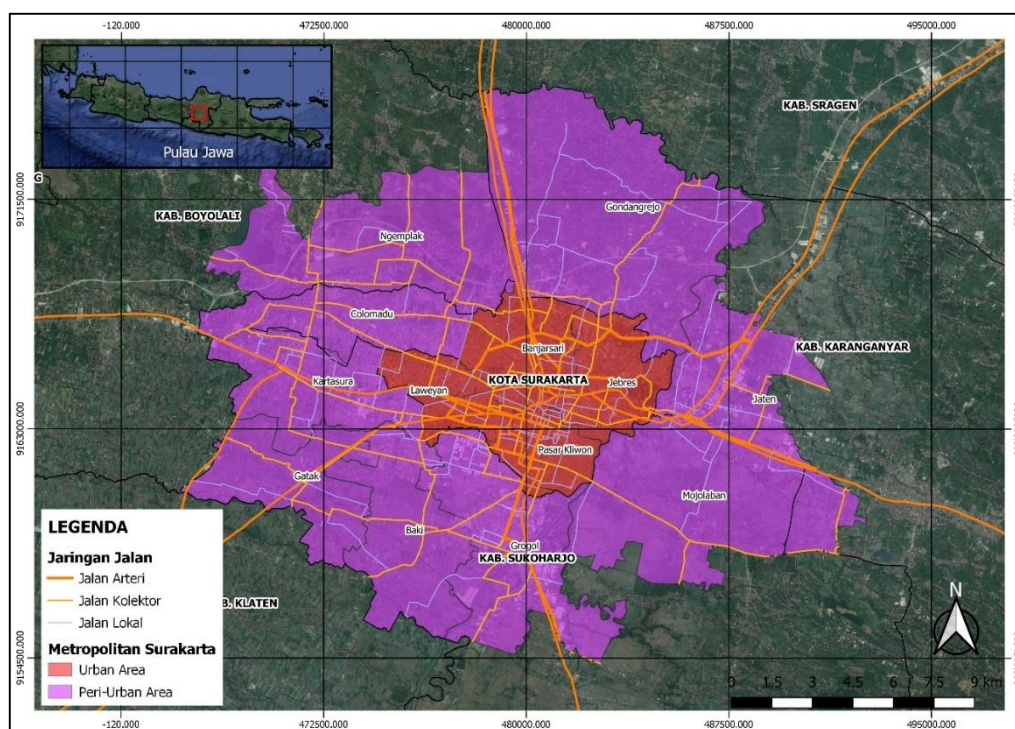 -120.000 472500.000 480000.000 487500.000 495000.000
Pulau Jawa
KAB. SRAGEN
G
KAB. BOYOLALI
9171500.000
Gondangrejo
Ngemplak
Colomadu
Banjarsari
KAB. KARANGANYAR
Kartasura
Laweyan
KOTA SURAKARTA
Jebres
Jaten
9163000.000
Pasar Kliwon
Gatak
Mojolaban
Baki
Grogol
KAB. SUKOHARJO
B. KLATEN
LEGENDA
Jaringan Jalan
Jalan Arteri
Jalan Kolektor
Jalan Lokal
Metropolitan Surakarta
Urban Area
Peri-Urban Area
N
9154500.000
0 1.5 3 4.5 6 7.5 9 km
-120.000 472500.000 480000.000 487500.000 495000.000